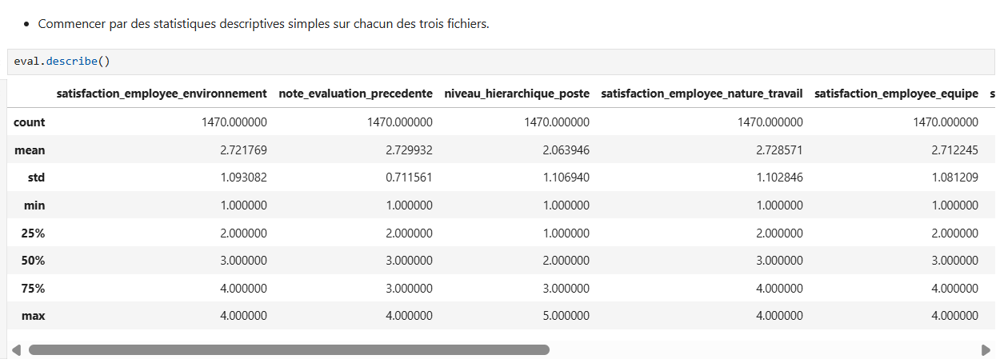 • Commencer par des statistiques descriptives simples sur chacun des trois fichiers.
eval.describe()
satisfaction_employee_environnement note_evaluation_precedente niveau_hierarchique_poste satisfaction_employee_nature_travail satisfaction_employee_equipe s
count 1470.000000 1470.000000 1470.000000 1470.000000 1470.000000
mean 2.721769 2.729932 2.063946 2.728571 2.712245
std 1.093082 0.711561 1.106940 1.102846 1.081209
min 1.000000 1.000000 1.000000 1.000000 1.000000
25% 2.000000 2.000000 1.000000 2.000000 2.000000
50% 3.000000 3.000000 2.000000 3.000000 3.000000
75% 4.000000 3.000000 3.000000 4.000000 4.000000
max 4.000000 4.000000 5.000000 4.000000 4.000000